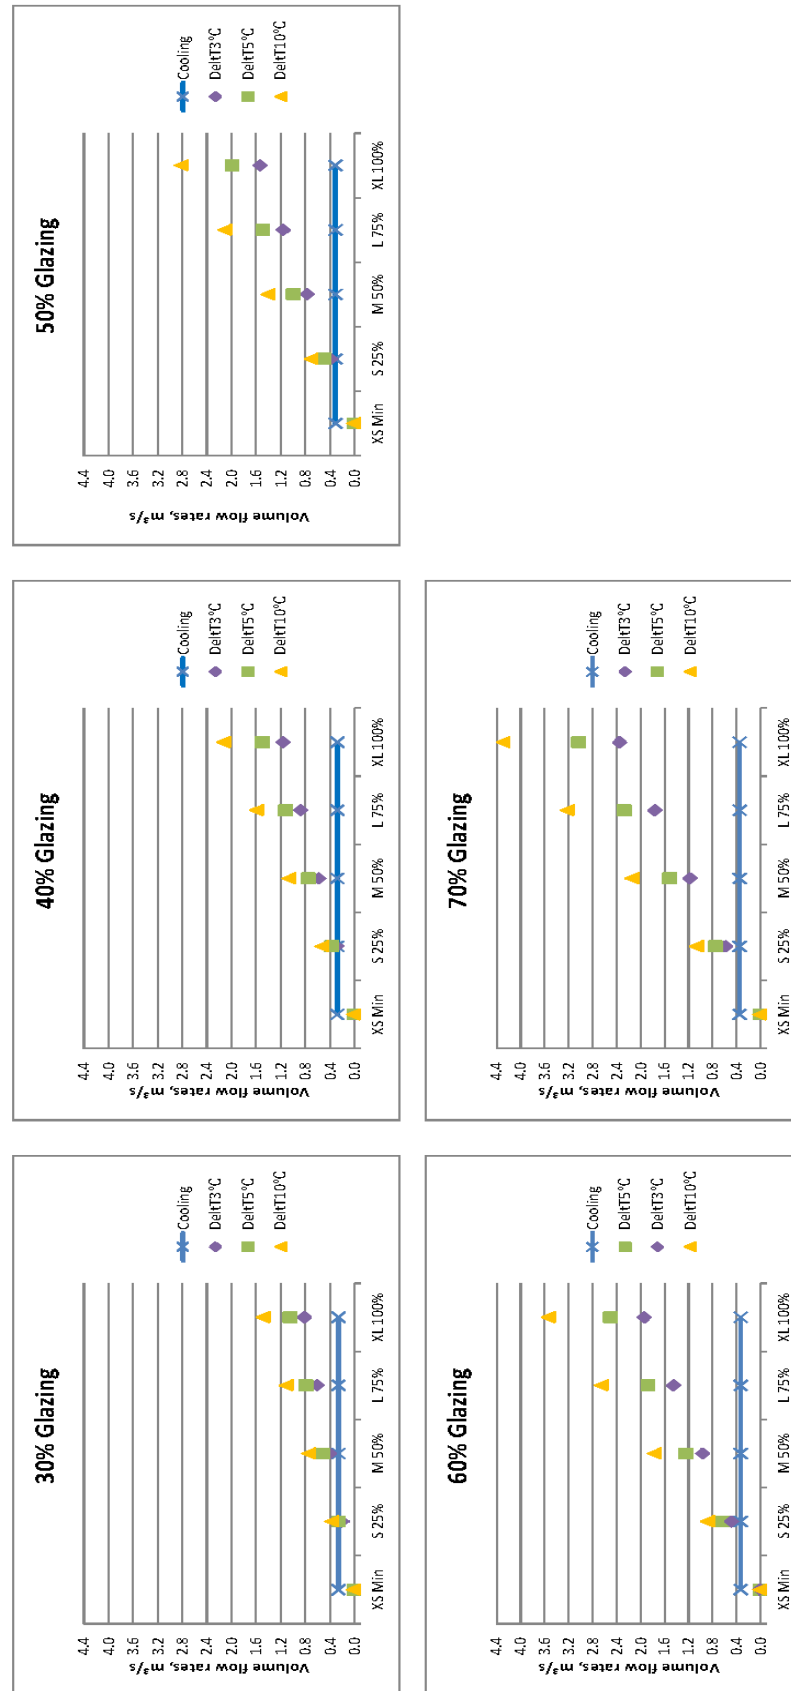 30% Glazing
Volume flow rates, m³/s
4.4
4.0
3.6
3.2
2.8
2.4
2.0
1.6
1.2
0.8
0.4
0.0
XS Min
S 25%
M 50%
L 75%
XL 100%
Cooling
DeltT3°C
DeltT5°C
DeltT10°C
40% Glazing
Volume flow rates, m³/s
4.4
4.0
3.6
3.2
2.8
2.4
2.0
1.6
1.2
0.8
0.4
0.0
XS Min
S 25%
M 50%
L 75%
XL 100%
Cooling
DeltT3°C
DeltT5°C
DeltT10°C
50% Glazing
Volume flow rates, m³/s
4.4
4.0
3.6
3.2
2.8
2.4
2.0
1.6
1.2
0.8
0.4
0.0
XS Min
S 25%
M 50%
L 75%
XL 100%
Cooling
DeltT3°C
DeltT5°C
DeltT10°C
60% Glazing
Volume flow rates, m³/s
4.4
4.0
3.6
3.2
2.8
2.4
2.0
1.6
1.2
0.8
0.4
0.0
XS Min
S 25%
M 50%
L 75%
XL 100%
Cooling
DeltT5°C
DeltT3°C
DeltT10°C
70% Glazing
Volume flow rates, m³/s
4.4
4.0
3.6
3.2
2.8
2.4
2.0
1.6
1.2
0.8
0.4
0.0
XS Min
S 25%
M 50%
L 75%
XL 100%
Cooling
DeltT3°C
DeltT5°C
DeltT10°C